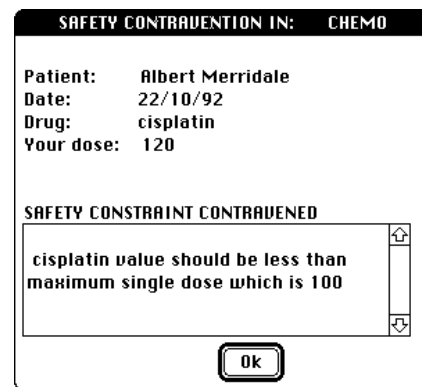 SAFETY CONTRAVENTION IN: CHEMO
Patient: Albert Merridale
Date: 22/10/92
Drug: cisplatin
Your dose: 120
SAFETY CONSTRAINT CONTRAVENED
cisplatin value should be less than
maximum single dose which is 100
Ok